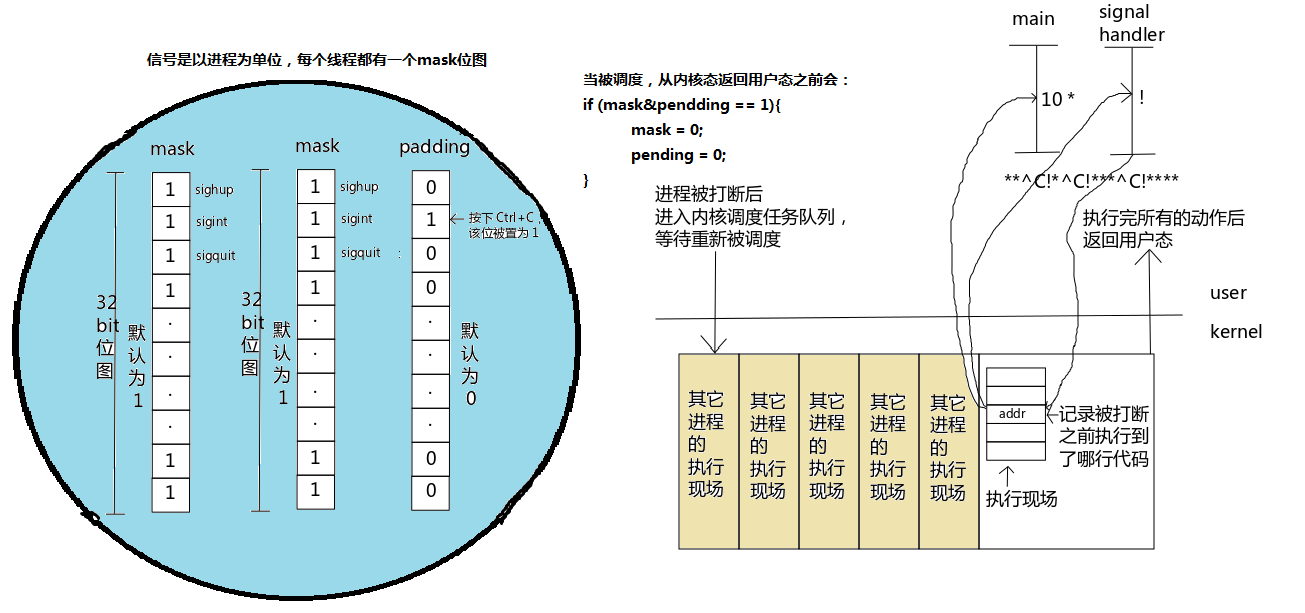 信号是以进程为单位，每个线程都有一个mask位图
mask
mask
padding
1
sighup
1
sigint
1
sigquit
1
.
.
.
.
1
1
32
bit
位
图
默
认
为
1
1
sighup
1
sigint
1
sigquit
:
1
.
.
.
.
1
1
32
bit
位
图
默
认
为
1
0
1
0
0
.
.
.
.
0
0
按下 Ctrl+C，
该位被置为 1
默
认
为
0
当被调度，从内核态返回用户态之前会：
if (mask&pendding == 1){
mask = 0;
pending = 0;
}
进程被打断后
进入内核调度任务队列，
等待重新被调度
main
signal
handler
10 *
!
**^C!*^C!***^C!****
执行完所有的动作后
返回用户态
user
kernel
其它
进程
的
执行
现场
其它
进程
的
执行
现场
其它
进程
的
执行
现场
其它
进程
的
执行
现场
其它
进程
的
执行
现场
addr
记录被打断
之前执行到
了哪行代码
执行现场